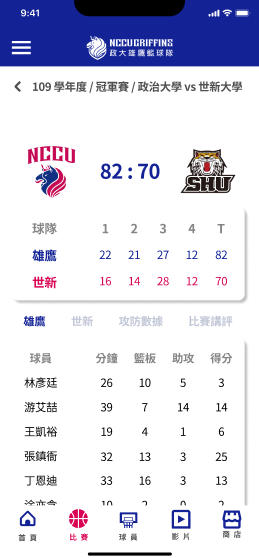 9:41
NCCU GRIFFINS
政大雄鷹籃球隊
109 學年度 / 冠軍賽 / 政治大學 vs 世新大學
NCCU
82 : 70
SHU
球隊 1 2 3 4 T
雄鷹 22 21 27 12 82
世新 16 14 28 12 70
雄鷹 世新 攻防數據 比賽講評
球員 分鐘 籃板 助攻 得分
林彥廷 26 10 5 3
游艾喆 39 7 14 14
王凱裕 19 4 1 6
張鎮衙 32 13 3 25
丁恩迪 33 16 3 13
10 2 0 2
首頁 比賽 球員 影片 商店